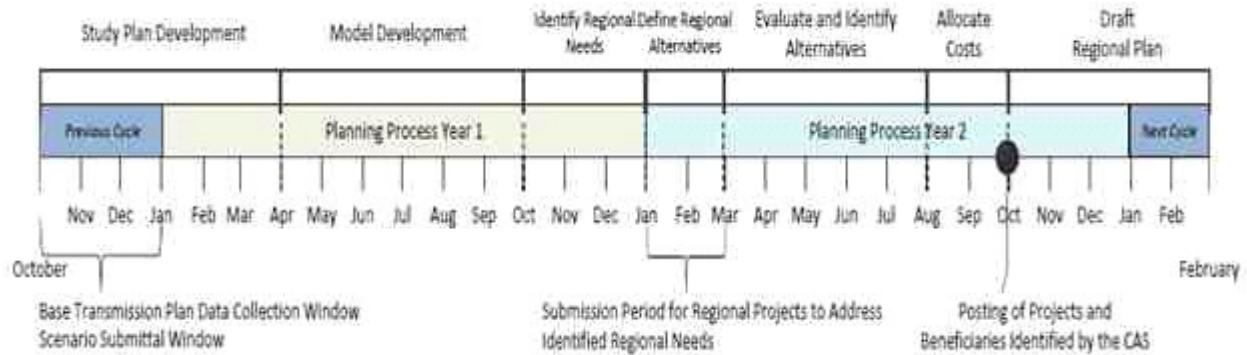 Study Plan Development
Model Development
Identify Regional
Needs
Define Regional
Alternatives
Evaluate and Identify
Alternatives
Allocate
Costs
Draft
Regional Plan
Previous Cycle
Planning Process Year 1
Planning Process Year 2
Next Cycle
Nov Dec Jan Feb Mar Apr May Jun Jul Aug Sep Oct Nov Dec Jan Feb Mar Apr May Jun Jul Aug Sep Oct Nov Dec Jan Feb
October
February
Base Transmission Plan Data Collection Window
Scenario Submittal Window
Submission Period for Regional Projects to Address
Identified Regional Needs
Posting of Projects and
Beneficiaries Identified by the CAS